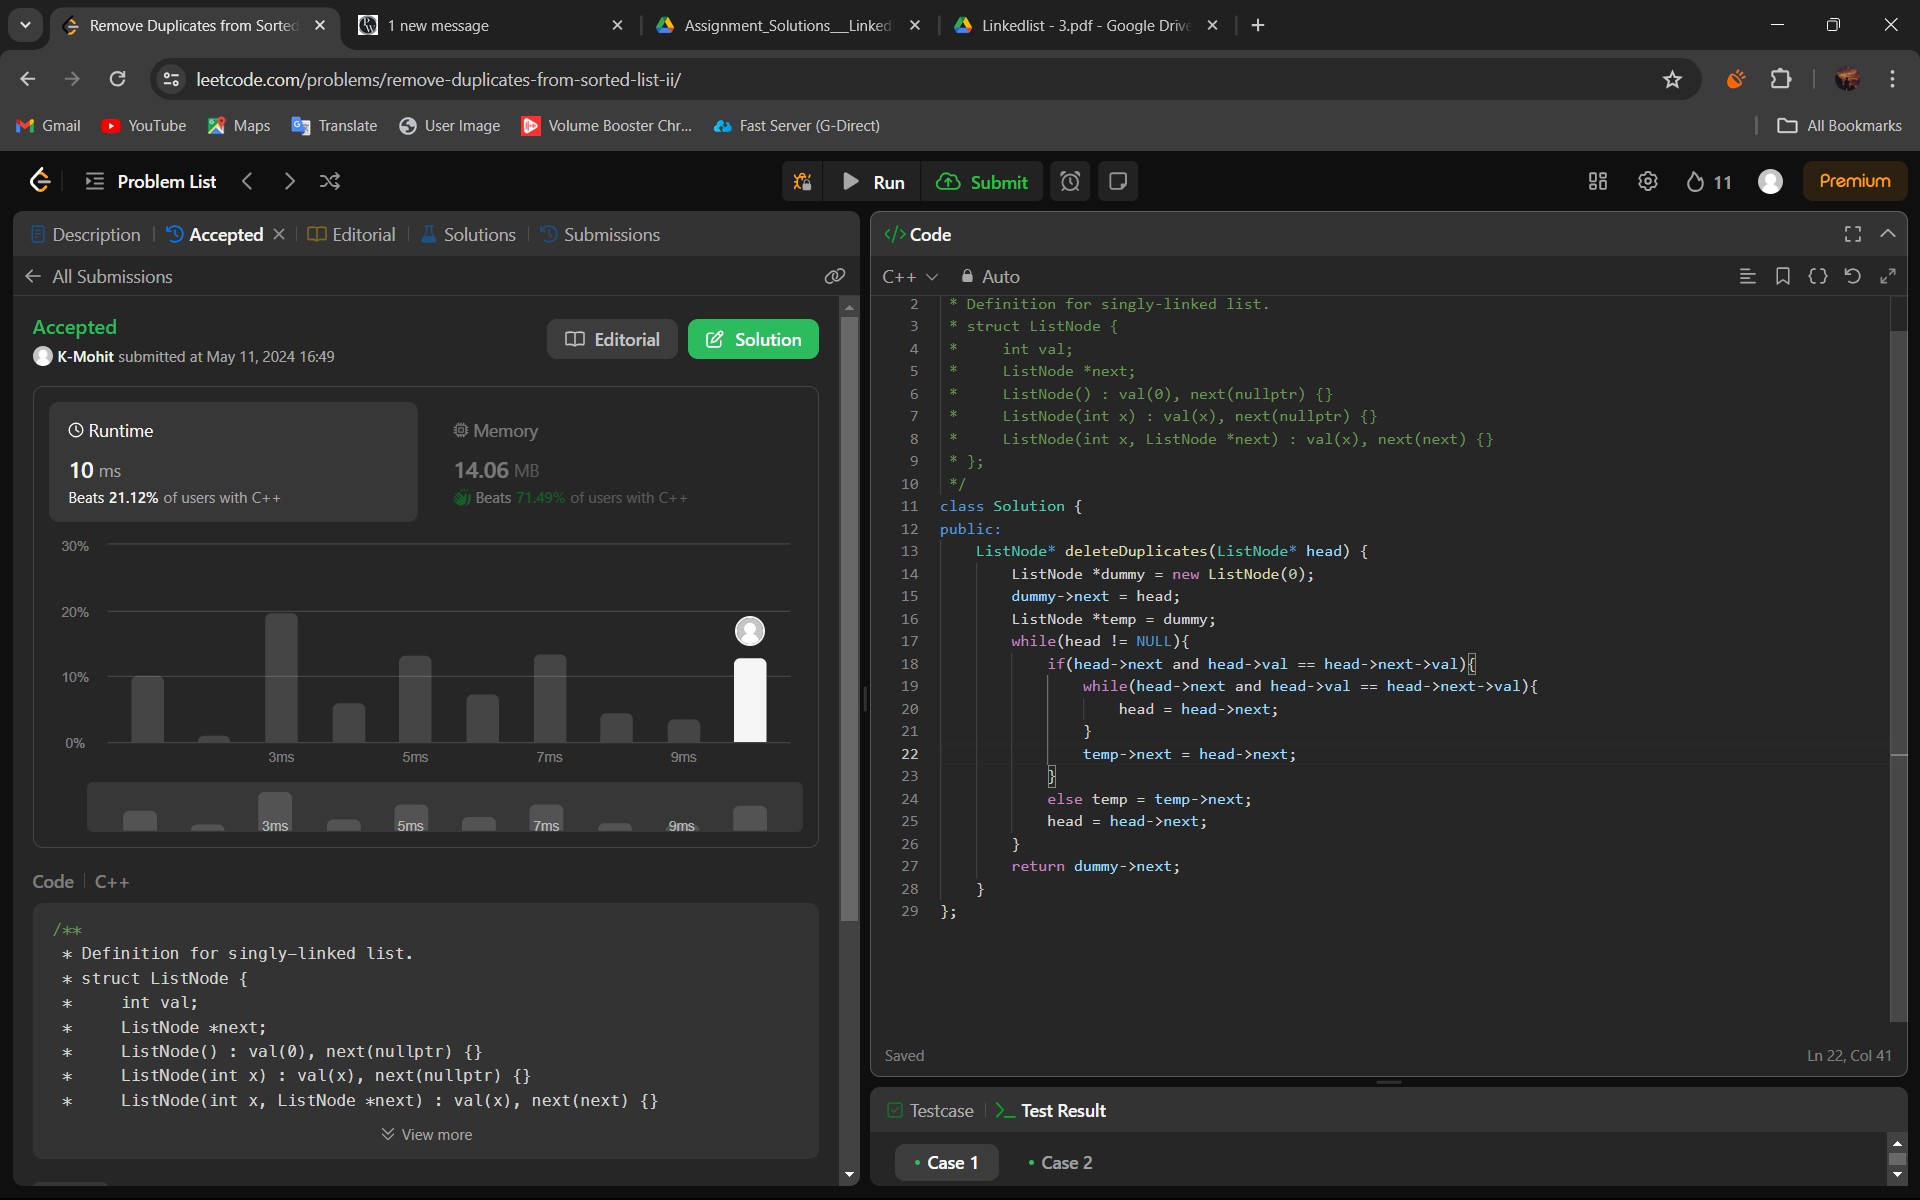 Remove Duplicates from Sorted
1 new message
Assignment_Solutions__Linked
Linkedlist - 3.pdf - Google Drive
leetcode.com/problems/remove-duplicates-from-sorted-list-ii/
Gmail
YouTube
Maps
Translate
User Image
Volume Booster Chr...
Fast Server (G-Direct)
All Bookmarks
Problem List
Run
Submit
11
Premium
Description
Accepted
Editorial
Solutions
Submissions
All Submissions
Accepted
K-Mohit submitted at May 11, 2024 16:49
Editorial
Solution
Runtime
10 ms
Beats 21.12% of users with C++
Memory
14.06 MB
Beats 71.49% of users with C++
30%
20%
10%
0%
3ms 5ms 7ms 9ms
3ms 5ms 7ms 9ms
Code C++
/**
* Definition for singly-linked list.
* struct ListNode {
* int val;
* ListNode *next;
* ListNode() : val(0), next(nullptr) {}
* ListNode(int x) : val(x), next(nullptr) {}
* ListNode(int x, ListNode *next) : val(x), next(next) {}
View more
</> Code
C++ Auto
2 * Definition for singly-linked list.
3 * struct ListNode {
4 * int val;
5 * ListNode *next;
6 * ListNode() : val(0), next(nullptr) {}
7 * ListNode(int x) : val(x), next(nullptr) {}
8 * ListNode(int x, ListNode *next) : val(x), next(next) {}
9 * };
10 */
11 class Solution {
12 public:
13 ListNode* deleteDuplicates(ListNode* head) {
14 ListNode *dummy = new ListNode(0);
15 dummy->next = head;
16 ListNode *temp = dummy;
17 while(head != NULL){
18 if(head->next and head->val == head->next->val){
19 while(head->next and head->val == head->next->val){
20 head = head->next;
21 }
22 temp->next = head->next;
23 }
24 else temp = temp->next;
25 head = head->next;
26 }
27 return dummy->next;
28 }
29 };
Saved
Ln 22, Col 41
Testcase
Test Result
Case 1
Case 2